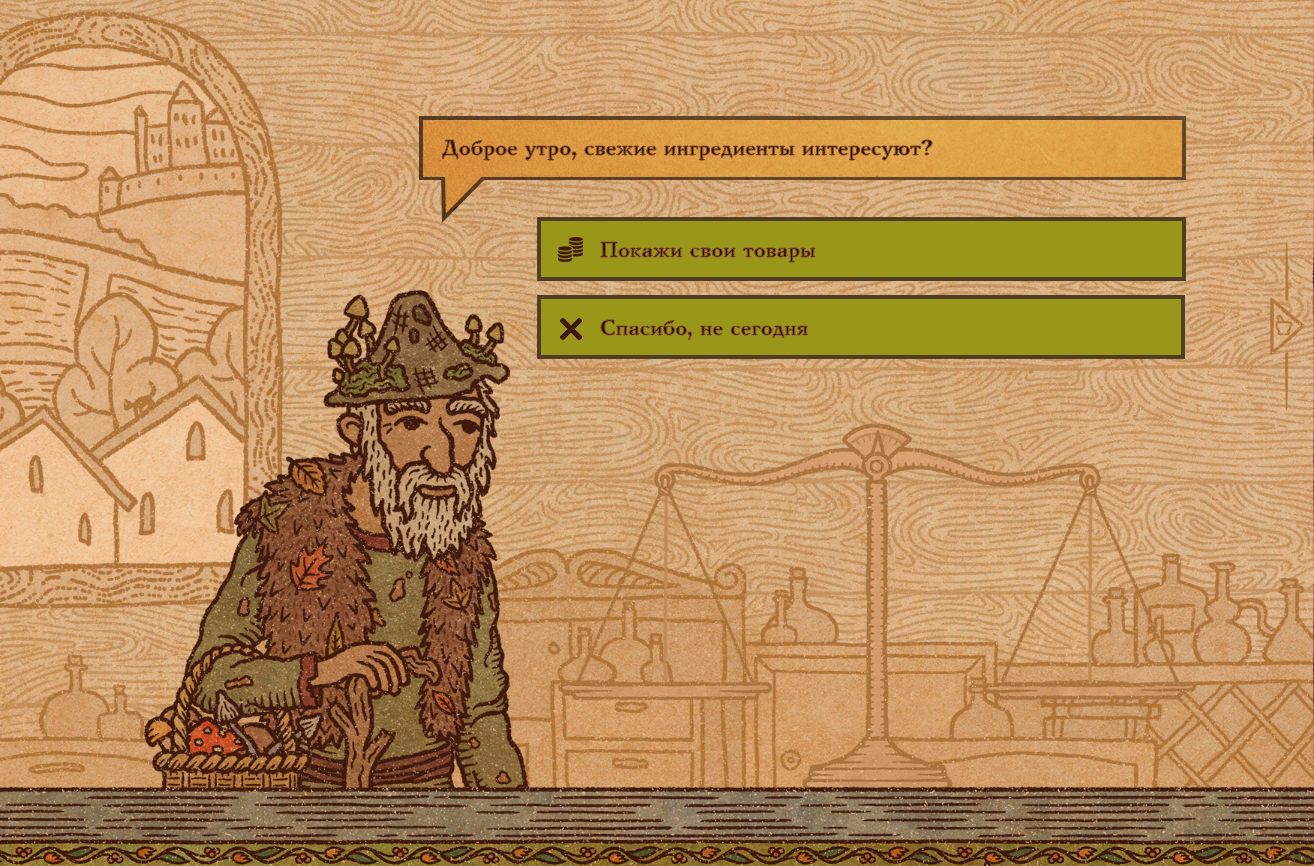 Доброе утро, свежие ингредиенты интересуют?
Покажи свои товары
Спасибо, не сегодня